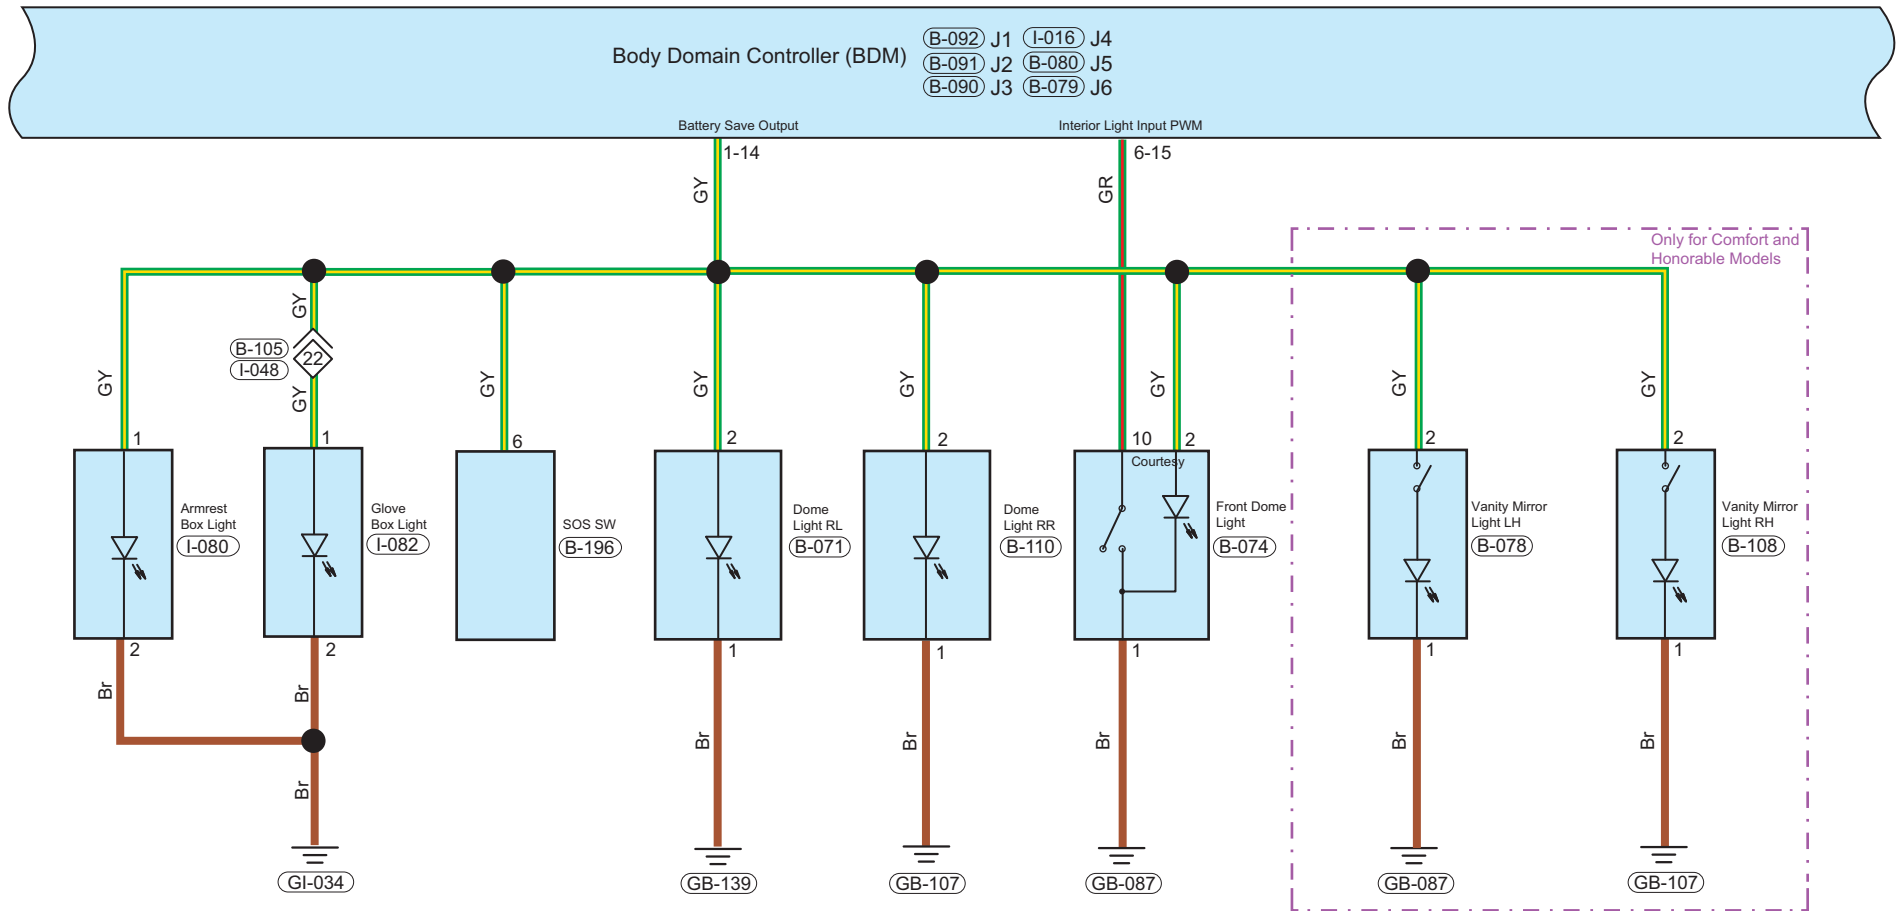 Body Domain Controller (BDM)
B-092 J1 I-016 J4
B-091 J2 B-080 J5
B-090 J3 B-079 J6
Battery Save Output
Interior Light Input PWM
1-14
6-15
GY
GR
Only for Comfort and
Honorable Models
GY
B-105
I-048
22
GY
GY
GY
GY
GY
GY
GY
GY
1
1
6
2
2
10
2
2
2
Courtesy
Armrest
Box Light
I-080
Glove
Box Light
I-082
SOS SW
B-196
Dome
Light RL
B-071
Dome
Light RR
B-110
Front Dome
Light
B-074
Vanity Mirror
Light LH
B-078
Vanity Mirror
Light RH
B-108
2
2
1
1
1
1
1
Br
Br
Br
Br
Br
Br
Br
Br
GI-034
GB-139
GB-107
GB-087
GB-087
GB-107